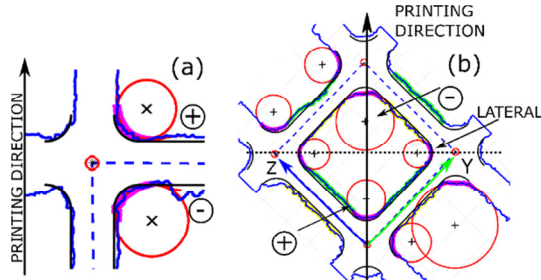 PRINTING DIRECTION
(a)
+
-
PRINTING
DIRECTION
(b)
-
LATERAL
Z
Y
+